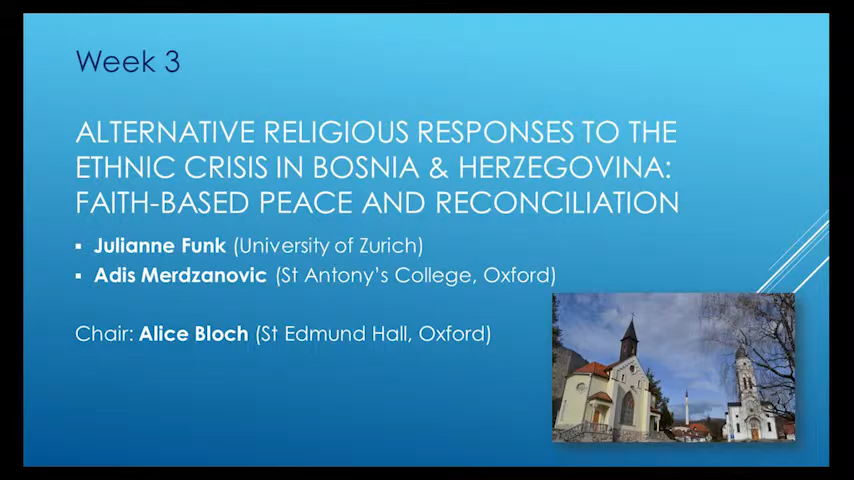 Week 3
ALTERNATIVE RELIGIOUS RESPONSES TO THE
ETHNIC CRISIS IN BOSNIA & HERZEGOVINA:
FAITH-BASED PEACE AND RECONCILIATION
▪ Julianne Funk (University of Zurich)
▪ Adis Merdzanovic (St Antony's College, Oxford)
Chair: Alice Bloch (St Edmund Hall, Oxford)